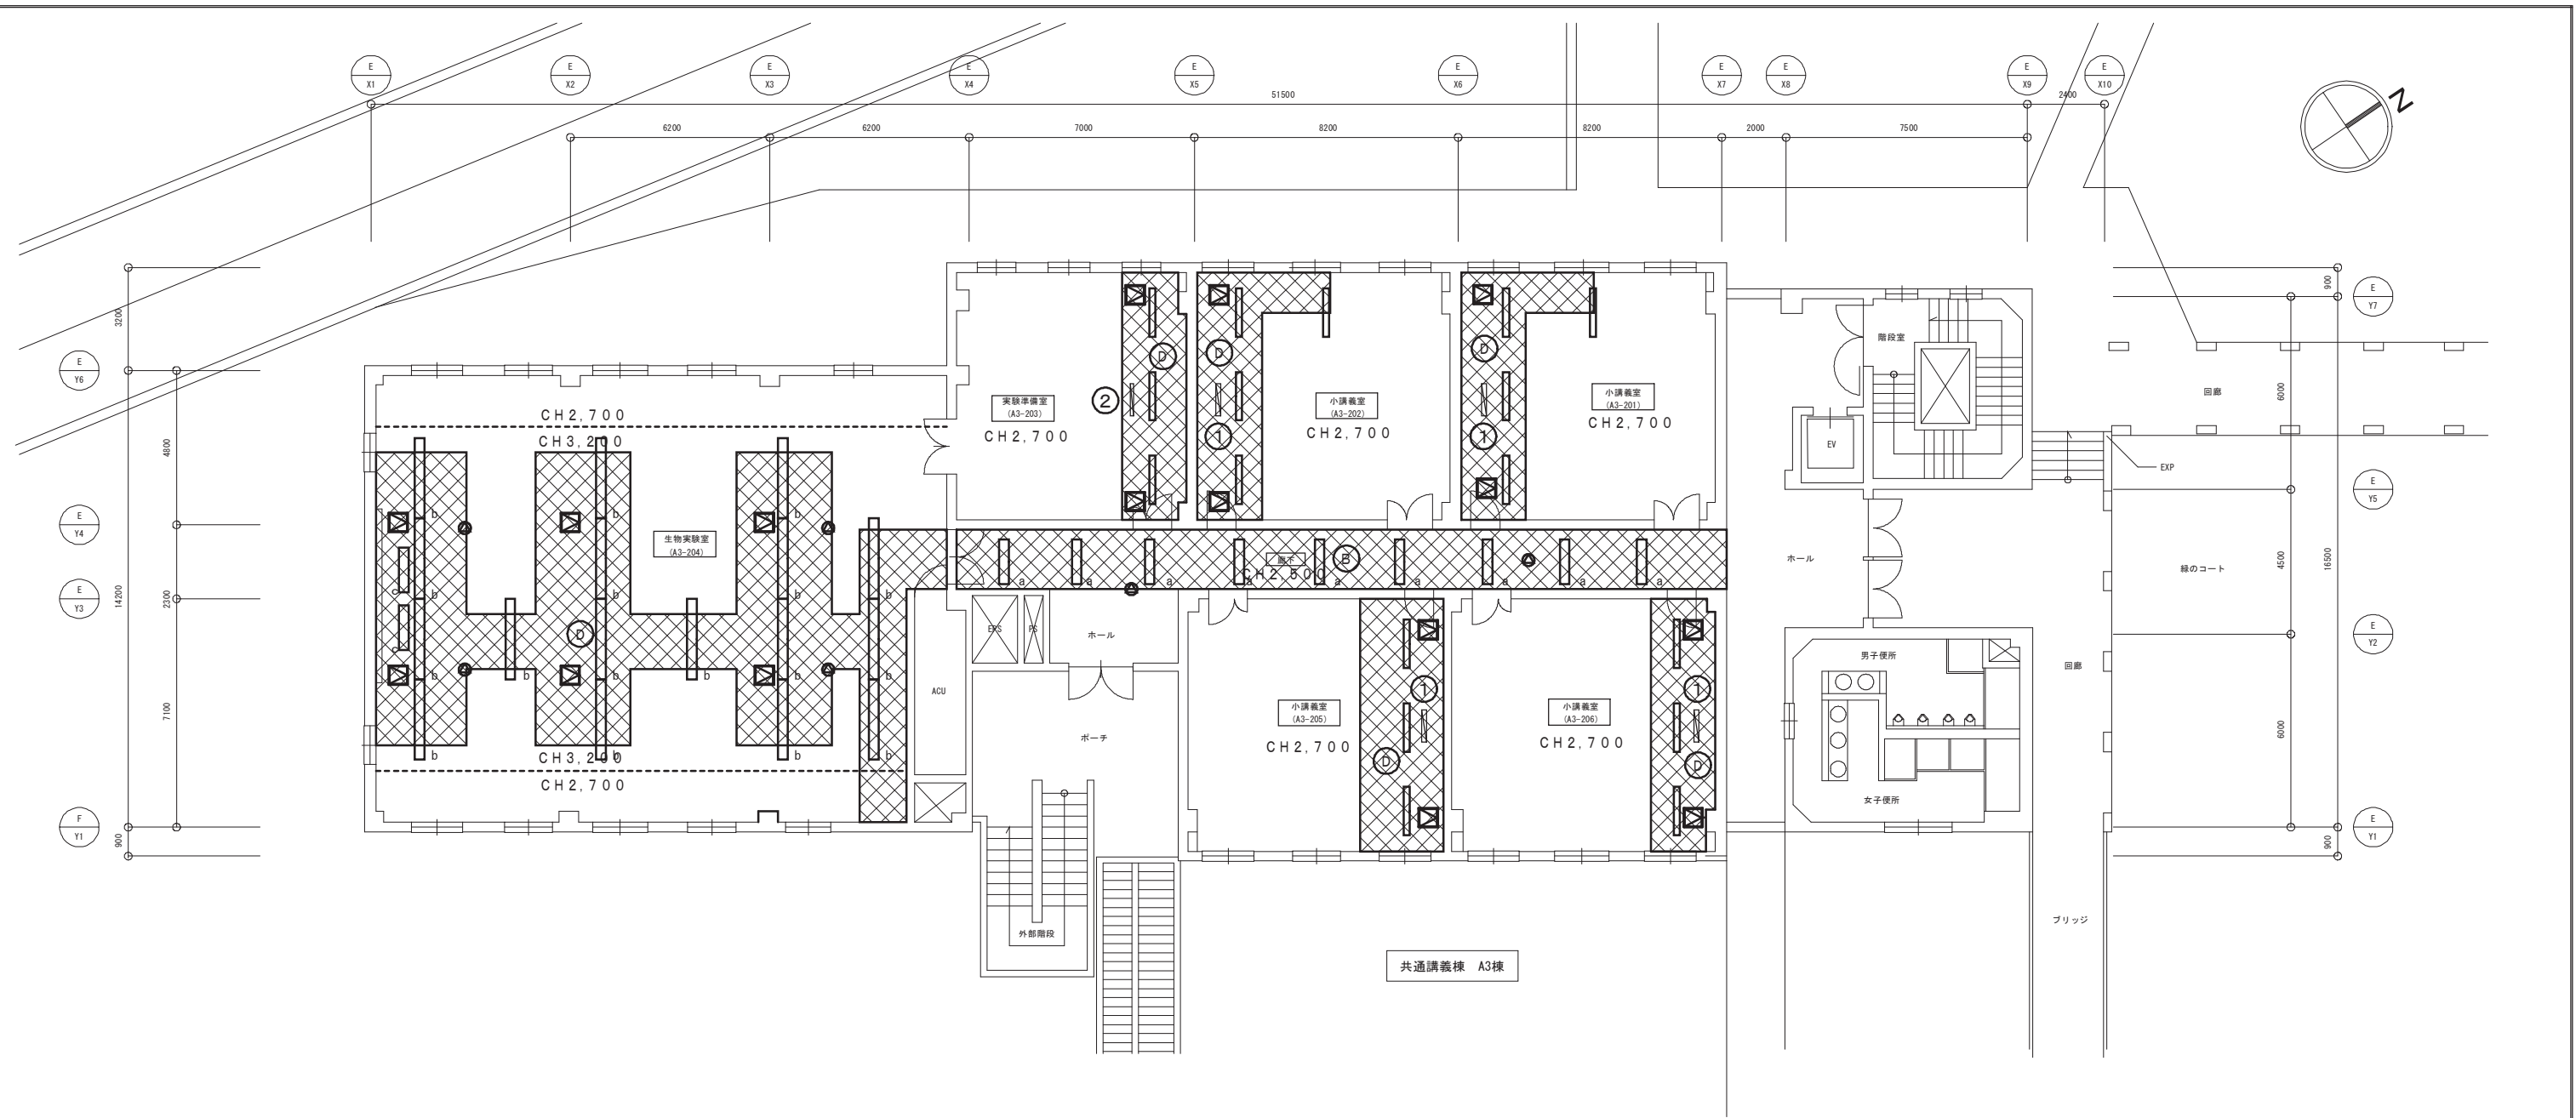 E E E E E E E E E E
X1 X2 X3 X4 X5 X6 X7 X8 X9 X10
N
51500 2400
6200 6200 7000 8200 8200 2000 7500
3200
E
Y6
4800
E
Y4
14200
2300
E
Y3
7100
F
Y1
900
900
E
Y7
6000
E
Y5
16500
4500
E
Y2
6000
E
Y1
900
CH2,700
CH3,200
生物実験室
(A3-204)
b b b
b b b b
b b b b b b
b b b b
c
c
D
CH3,200
CH2,700
実験準備室
(A3-203)
CH2,700
2
D
D
1
小講義室
(A3-202)
CH2,700
D
1
小講義室
(A3-201)
CH2,700
廊下
CH2,500
B
a a a a a a a a a
EPS
PS
ホール
ACU
ポーチ
外部階段
小講義室
(A3-205)
CH2,700
1
D
小講義室
(A3-206)
CH2,700
1
D
階段室
EV
ホール
EXP
回廊
緑のコート
男子便所
女子便所
回廊
ブリッジ
共通講義棟 A3棟